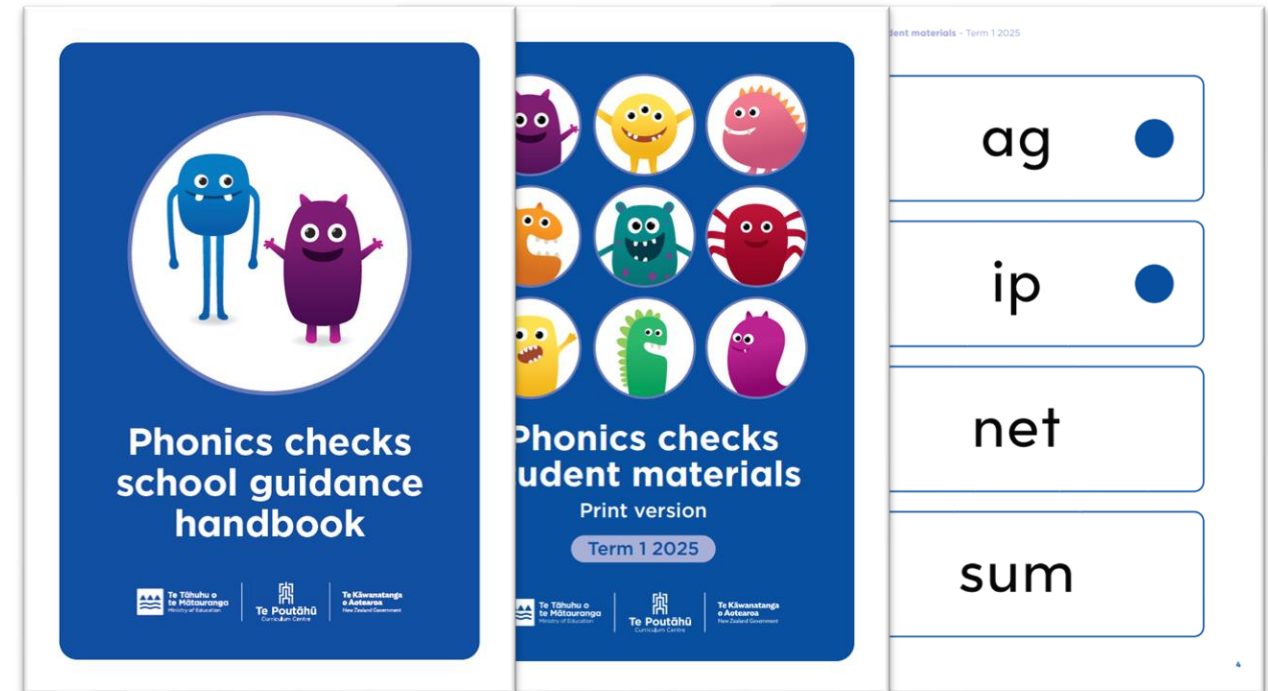 Phonics checks
school guidance
handbook
Te Tāhuhu o
te Mātauranga
Ministry of Education
Te Poutāhū
Curriculum Centre
Te Kāwanatanga
o Aotearoa
New Zealand Government
Phonics checks
udent materials
Print version
Term 1 2025
Te Tāhuhu o
te Mātauranga
Ministry of Education
Te Poutāhū
Curriculum Centre
Te Kāwanatanga
o Aotearoa
New Zealand Government
dent materials - Term 1 2025
ag
ip
net
sum
4